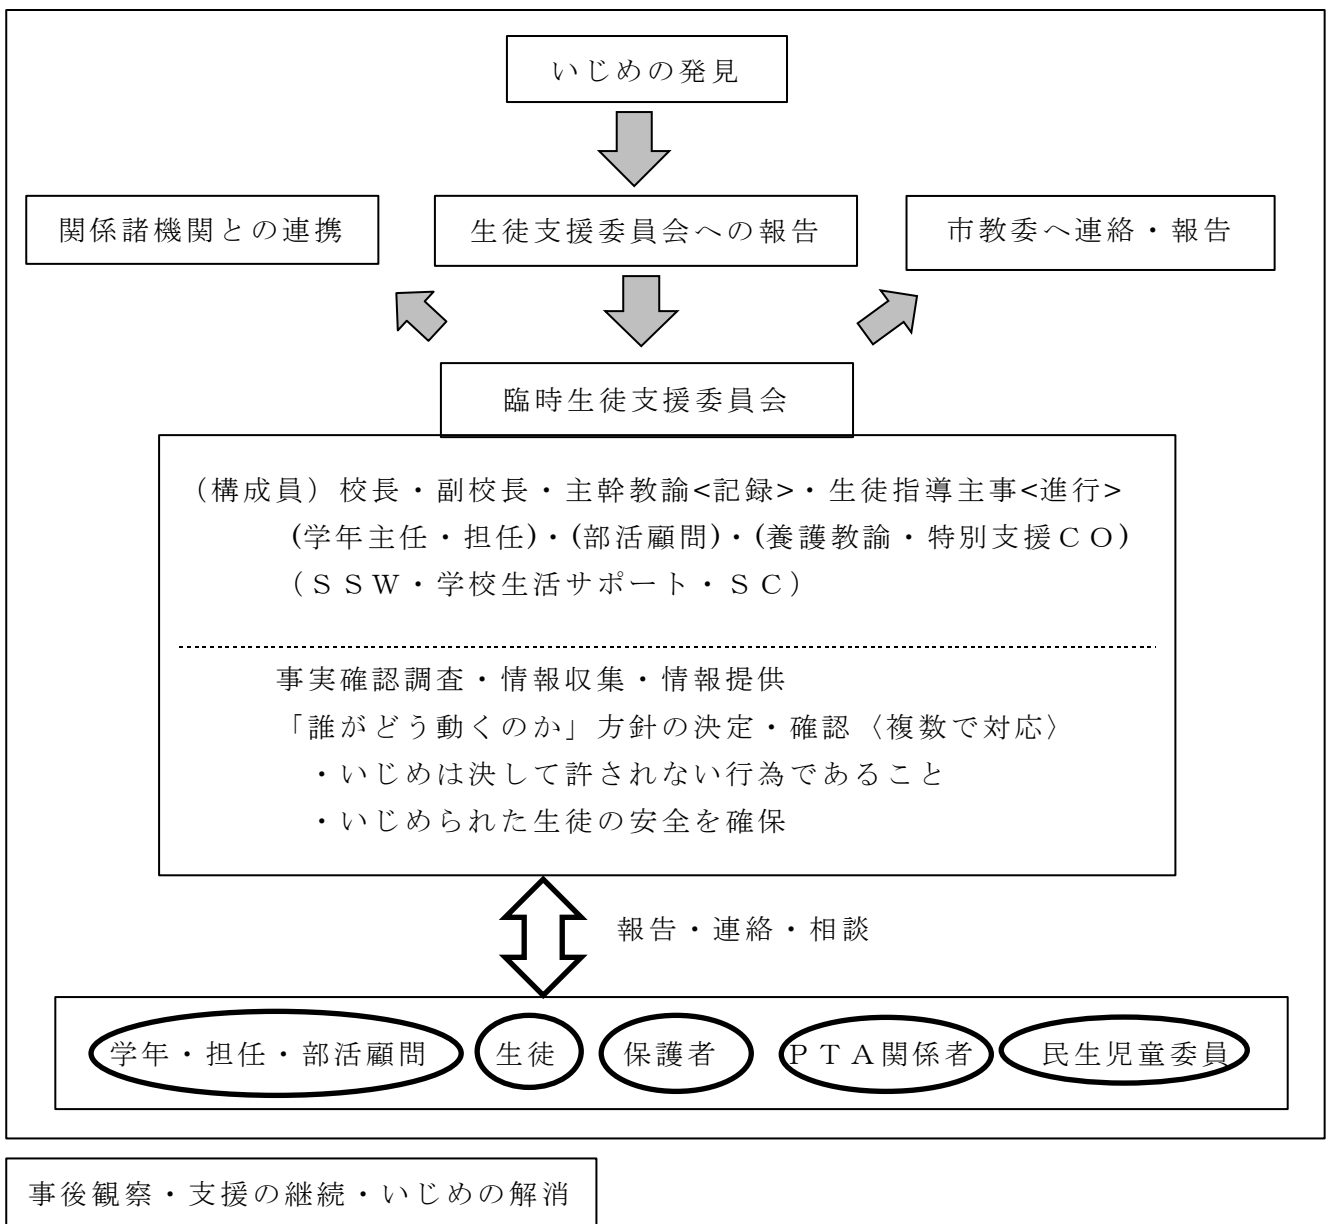 いじめの発見
関係諸機関との連携
生徒支援委員会への報告
市教委へ連絡・報告
臨時生徒支援委員会
（構成員）校長・副校長・主幹教諭<記録>・生徒指導主事<進行>
(学年主任・担任)・(部活顧問)・(養護教諭・特別支援ＣＯ)
（ＳＳＷ・学校生活サポート・ＳＣ）
事実確認調査・情報収集・情報提供
「誰がどう動くのか」方針の決定・確認〈複数で対応〉
・いじめは決して許されない行為であること
・いじめられた生徒の安全を確保
報告・連絡・相談
学年・担任・部活顧問
生徒
保護者
ＰＴＡ関係者
民生児童委員
事後観察・支援の継続・いじめの解消